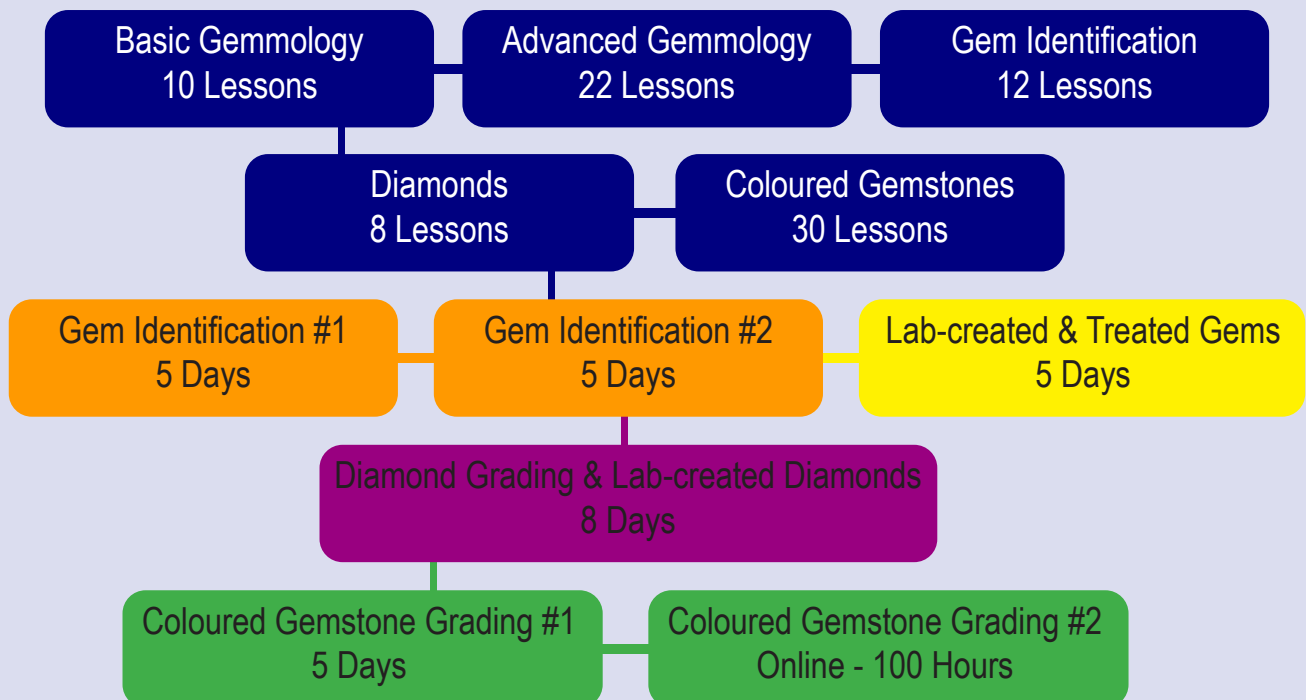 Basic Gemmology
10 Lessons
Advanced Gemmology
22 Lessons
Gem Identification
12 Lessons
Diamonds
8 Lessons
Coloured Gemstones
30 Lessons
Gem Identification #1
5 Days
Gem Identification #2
5 Days
Lab-created & Treated Gems
5 Days
Diamond Grading & Lab-created Diamonds
8 Days
Coloured Gemstone Grading #1
5 Days
Coloured Gemstone Grading #2
Online - 100 Hours